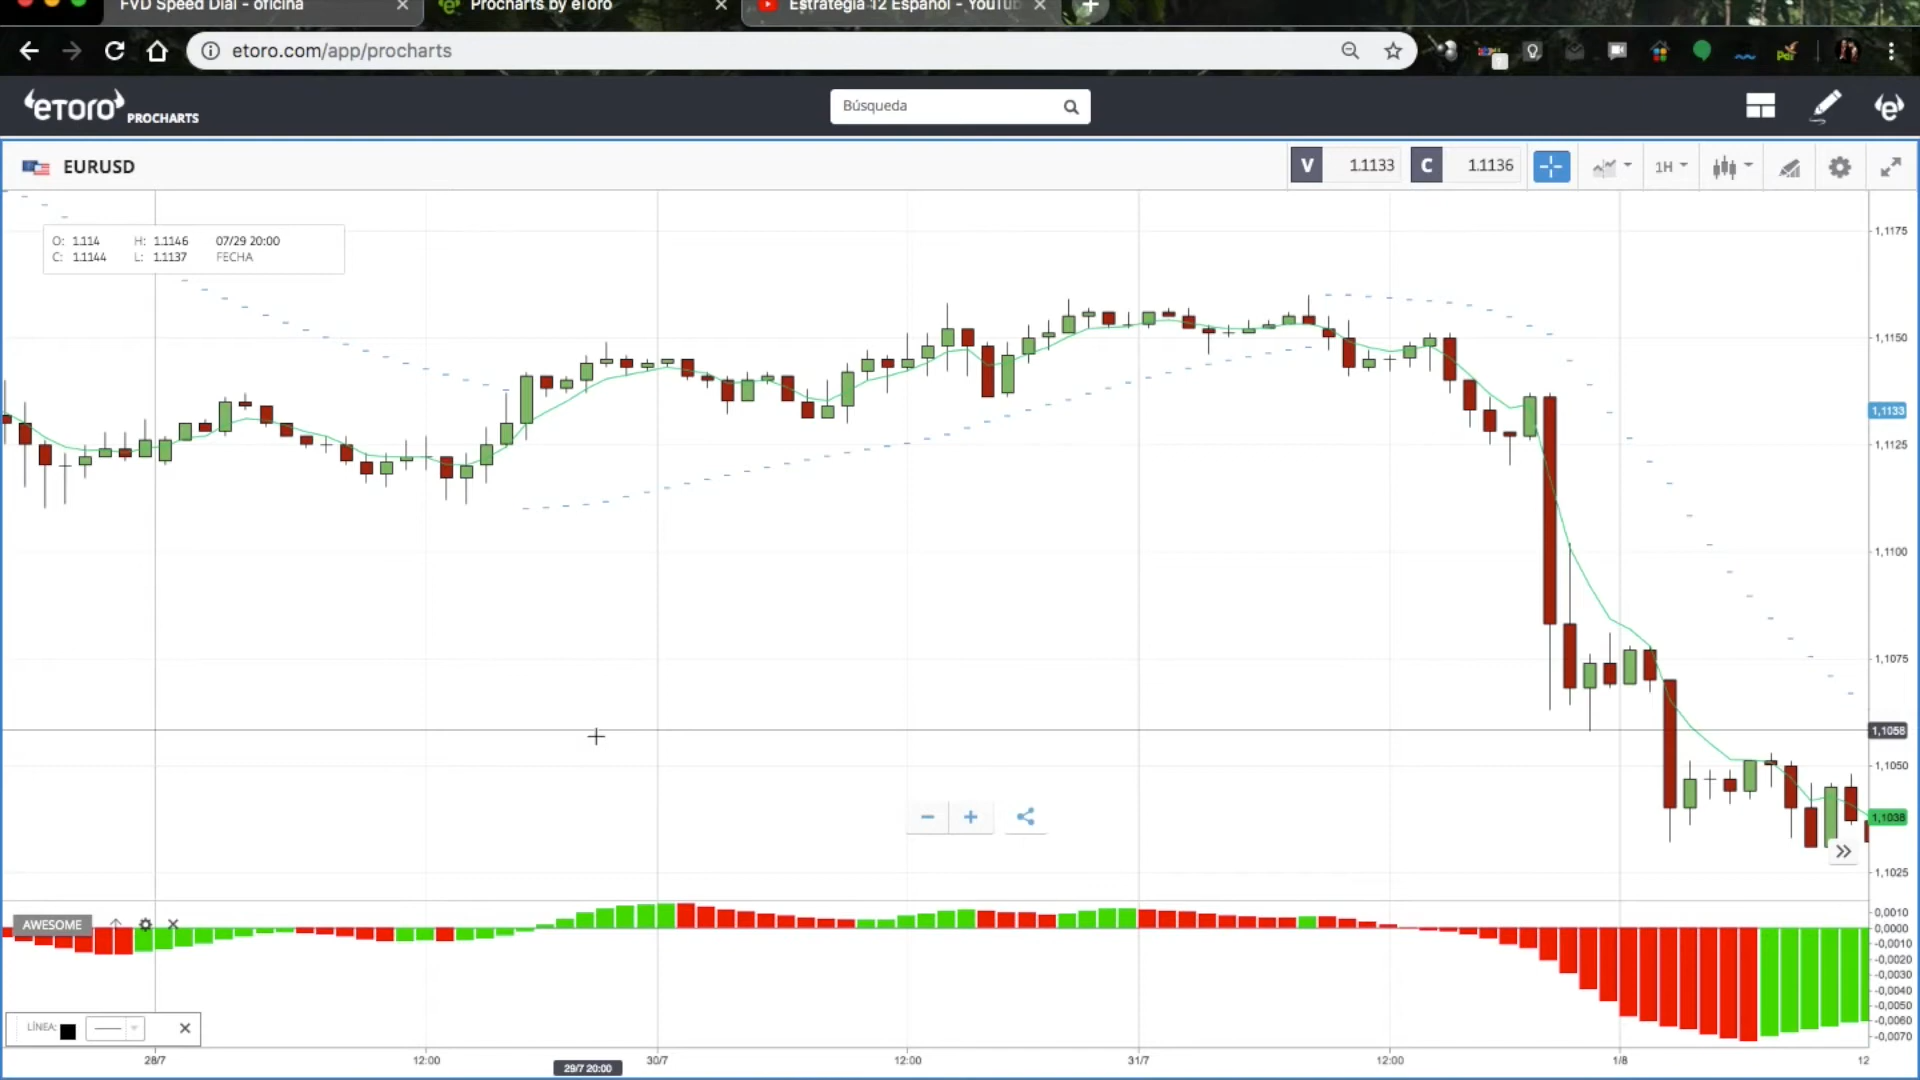 FVD Speed Dial - oficina
Procharts by eToro
Estrategia 12 Español - YouTub
etoro.com/app/procharts
eToro PROCHARTS
Búsqueda
EURUSD
V 1.1133 C 1.1136
1H
O: 1.114 H: 1.1146 07/29 20:00
C: 1.1144 L: 1.1137 FECHA
1,1175
1,1150
1,1133
1,1125
1,1100
1,1075
1,1058
1,1050
1,1038
1,1025
AWESOME
0,0010
0,0000
-0,0010
-0,0020
-0,0030
-0,0040
-0,0050
-0,0060
-0,0070
LÍNEA:
28/7 12:00 29/7 20:00 30/7 12:00 31/7 12:00 1/8 12